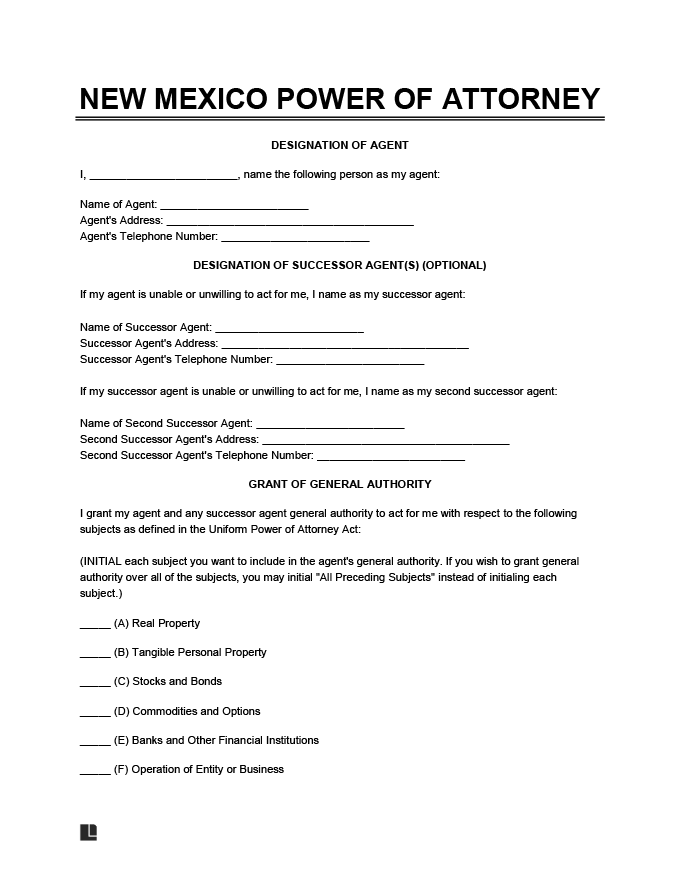 NEW MEXICO POWER OF ATTORNEY
DESIGNATION OF AGENT
I, ________________________, name the following person as my agent:
Name of Agent: ________________________
Agent's Address: ________________________________________
Agent's Telephone Number: ________________________
DESIGNATION OF SUCCESSOR AGENT(S) (OPTIONAL)
If my agent is unable or unwilling to act for me, I name as my successor agent:
Name of Successor Agent: ________________________
Successor Agent's Address: ________________________________________
Successor Agent's Telephone Number: ________________________
If my successor agent is unable or unwilling to act for me, I name as my second successor agent:
Name of Second Successor Agent: ________________________
Second Successor Agent's Address: ________________________________________
Second Successor Agent's Telephone Number: ________________________
GRANT OF GENERAL AUTHORITY
I grant my agent and any successor agent general authority to act for me with respect to the following
subjects as defined in the Uniform Power of Attorney Act:
(INITIAL each subject you want to include in the agent's general authority. If you wish to grant general
authority over all of the subjects, you may initial "All Preceding Subjects" instead of initialing each
subject.)
_____ (A) Real Property
_____ (B) Tangible Personal Property
_____ (C) Stocks and Bonds
_____ (D) Commodities and Options
_____ (E) Banks and Other Financial Institutions
_____ (F) Operation of Entity or Business